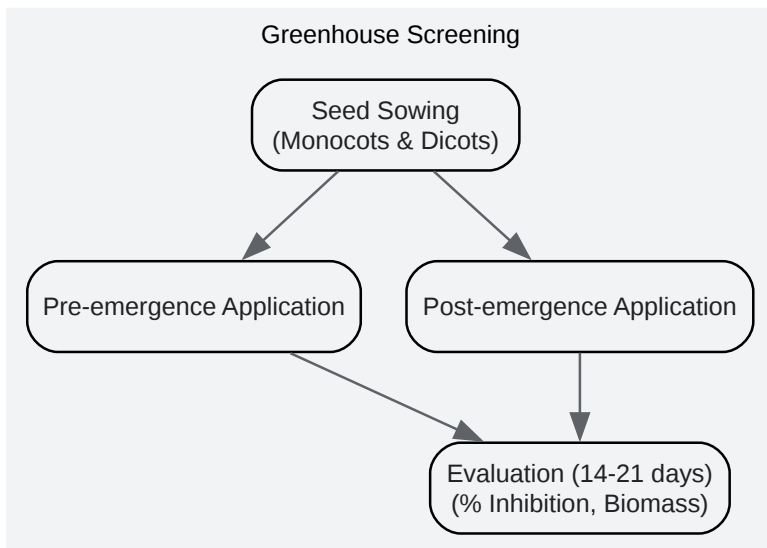 Greenhouse Screening
Seed Sowing
(Monocots & Dicots)
Pre-emergence Application
Post-emergence Application
Evaluation (14-21 days)
(% Inhibition, Biomass)